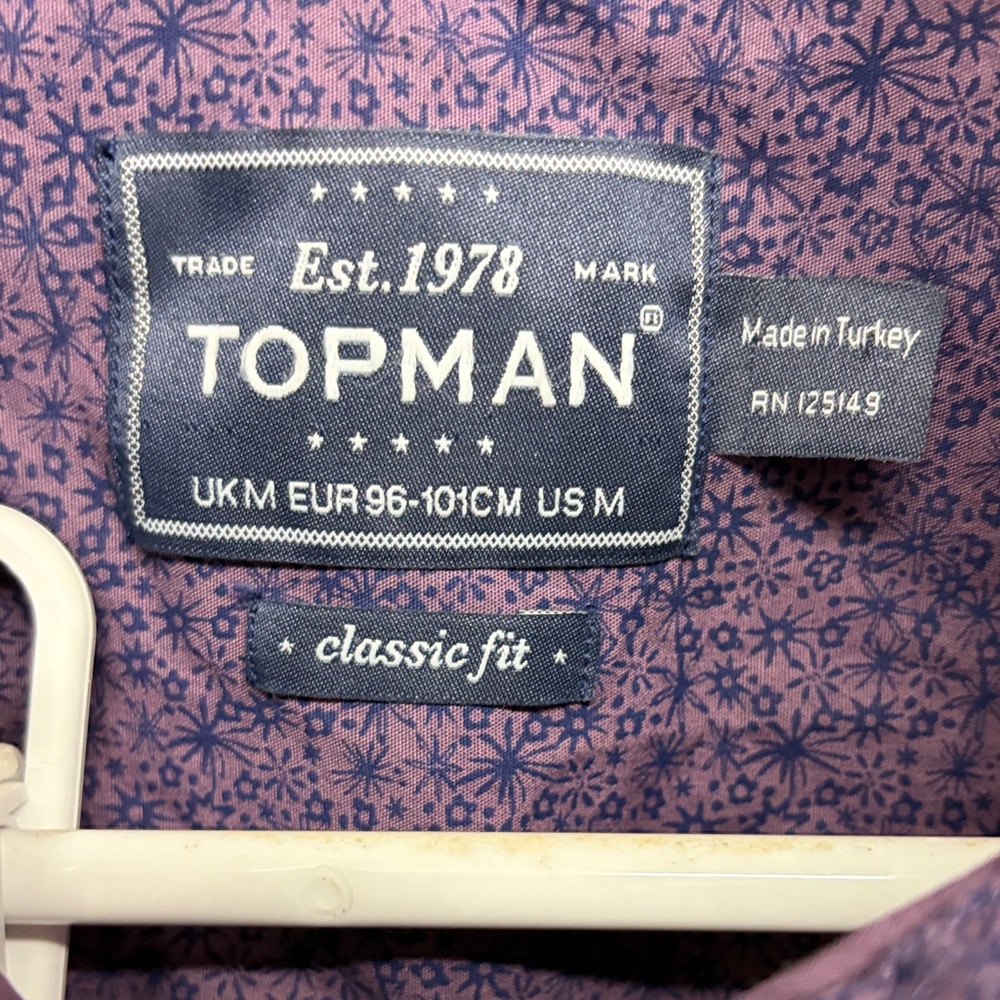 TRADE Est. 1978 MARK
TOPMAN®
UK M EUR 96-101CM US M
classic fit
Made in Turkey
RN 125149